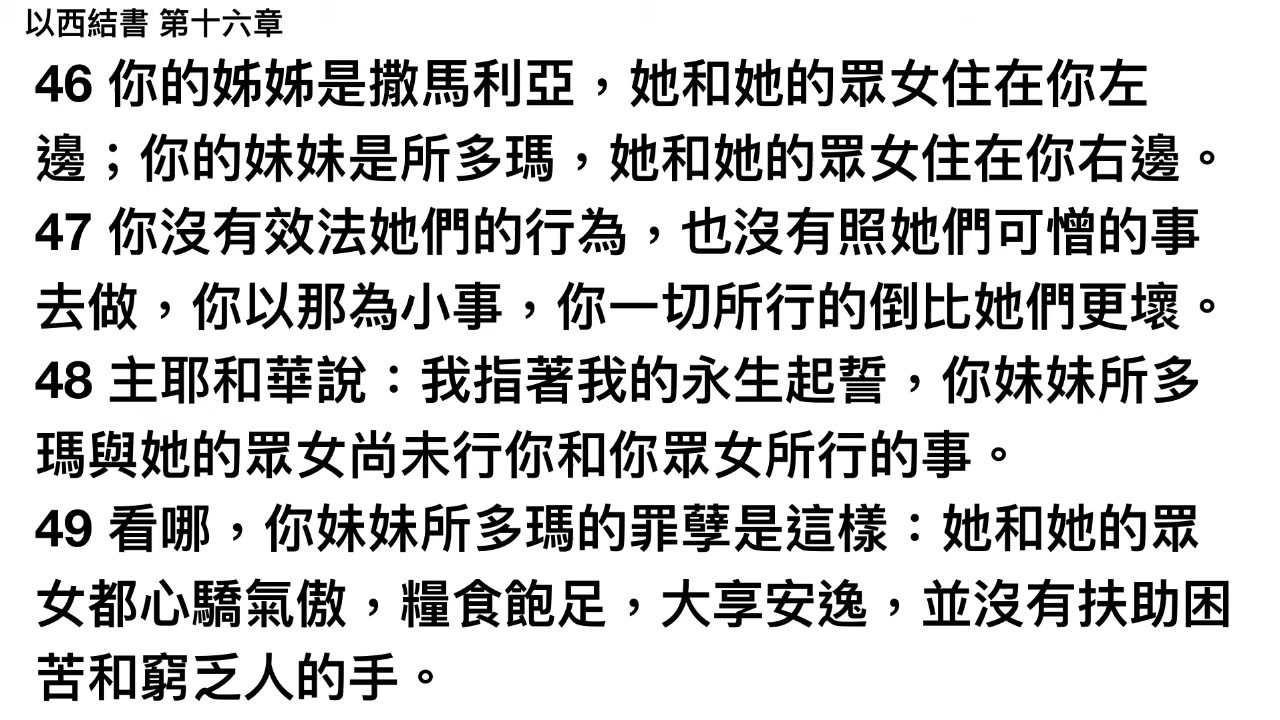 以西結書 第十六章
46 你的姊姊是撒馬利亞，她和她的眾女住在你左
邊；你的妹妹是所多瑪，她和她的眾女住在你右邊。
47 你沒有效法她們的行為，也沒有照她們可憎的事
去做，你以那為小事，你一切所行的倒比她們更壞。
48 主耶和華說：我指著我的永生起誓，你妹妹所多
瑪與她的眾女尚未行你和你眾女所行的事。
49 看哪，你妹妹所多瑪的罪孽是這樣：她和她的眾
女都心驕氣傲，糧食飽足，大享安逸，並沒有扶助困
苦和窮乏人的手。